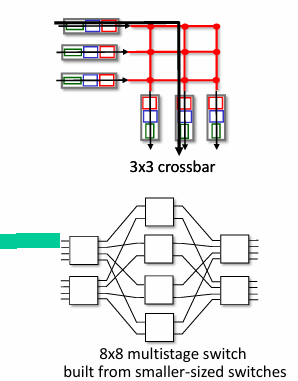 3x3 crossbar
8x8 multistage switch
built from smaller-sized switches